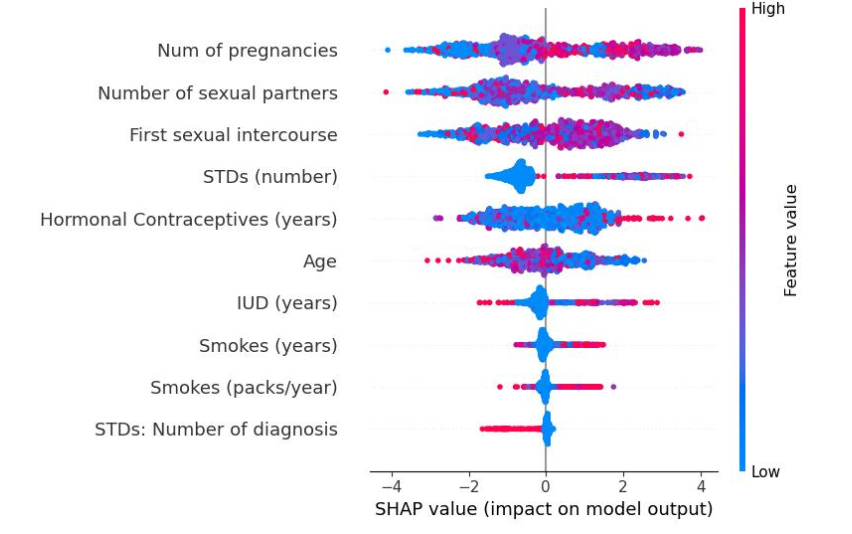 High
Num of pregnancies
Number of sexual partners
First sexual intercourse
STDs (number)
Hormonal Contraceptives (years)
Age
IUD (years)
Smokes (years)
Smokes (packs/year)
STDs: Number of diagnosis
Feature value
Low
−4 −2 0 2 4
SHAP value (impact on model output)